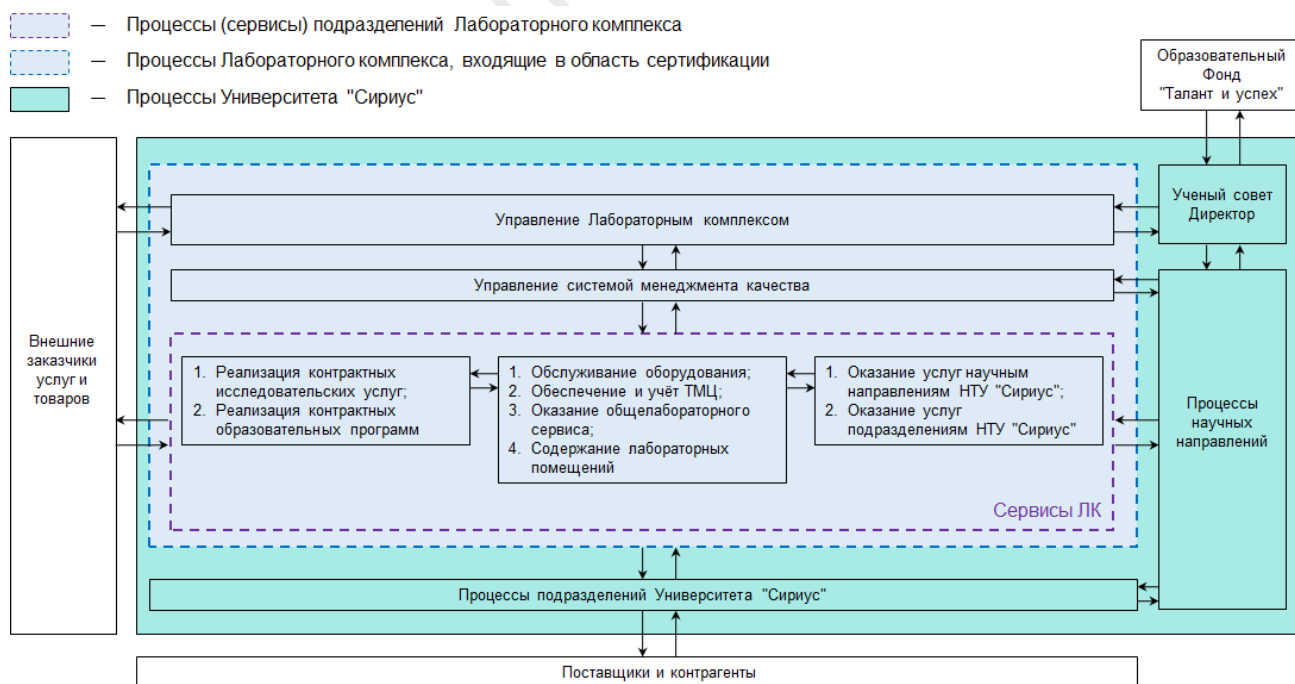 — Процессы (сервисы) подразделений Лабораторного комплекса
— Процессы Лабораторного комплекса, входящие в область сертификации
— Процессы Университета "Сириус"
Образовательный
Фонд
"Талант и успех"
Внешние
заказчики
услуг и
товаров
Управление Лабораторным комплексом
Ученый совет
Директор
Управление системой менеджмента качества
1. Реализация контрактных
исследовательских услуг;
2. Реализация контрактных
образовательных программ
1. Обслуживание оборудования;
2. Обеспечение и учёт ТМЦ;
3. Оказание общелабораторного
сервиса;
4. Содержание лабораторных
помещений
1. Оказание услуг научным
направлениям НТУ "Сириус";
2. Оказание услуг
подразделениям НТУ "Сириус"
Сервисы ЛК
Процессы
научных
направлений
Процессы подразделений Университета "Сириус"
Поставщики и контрагенты